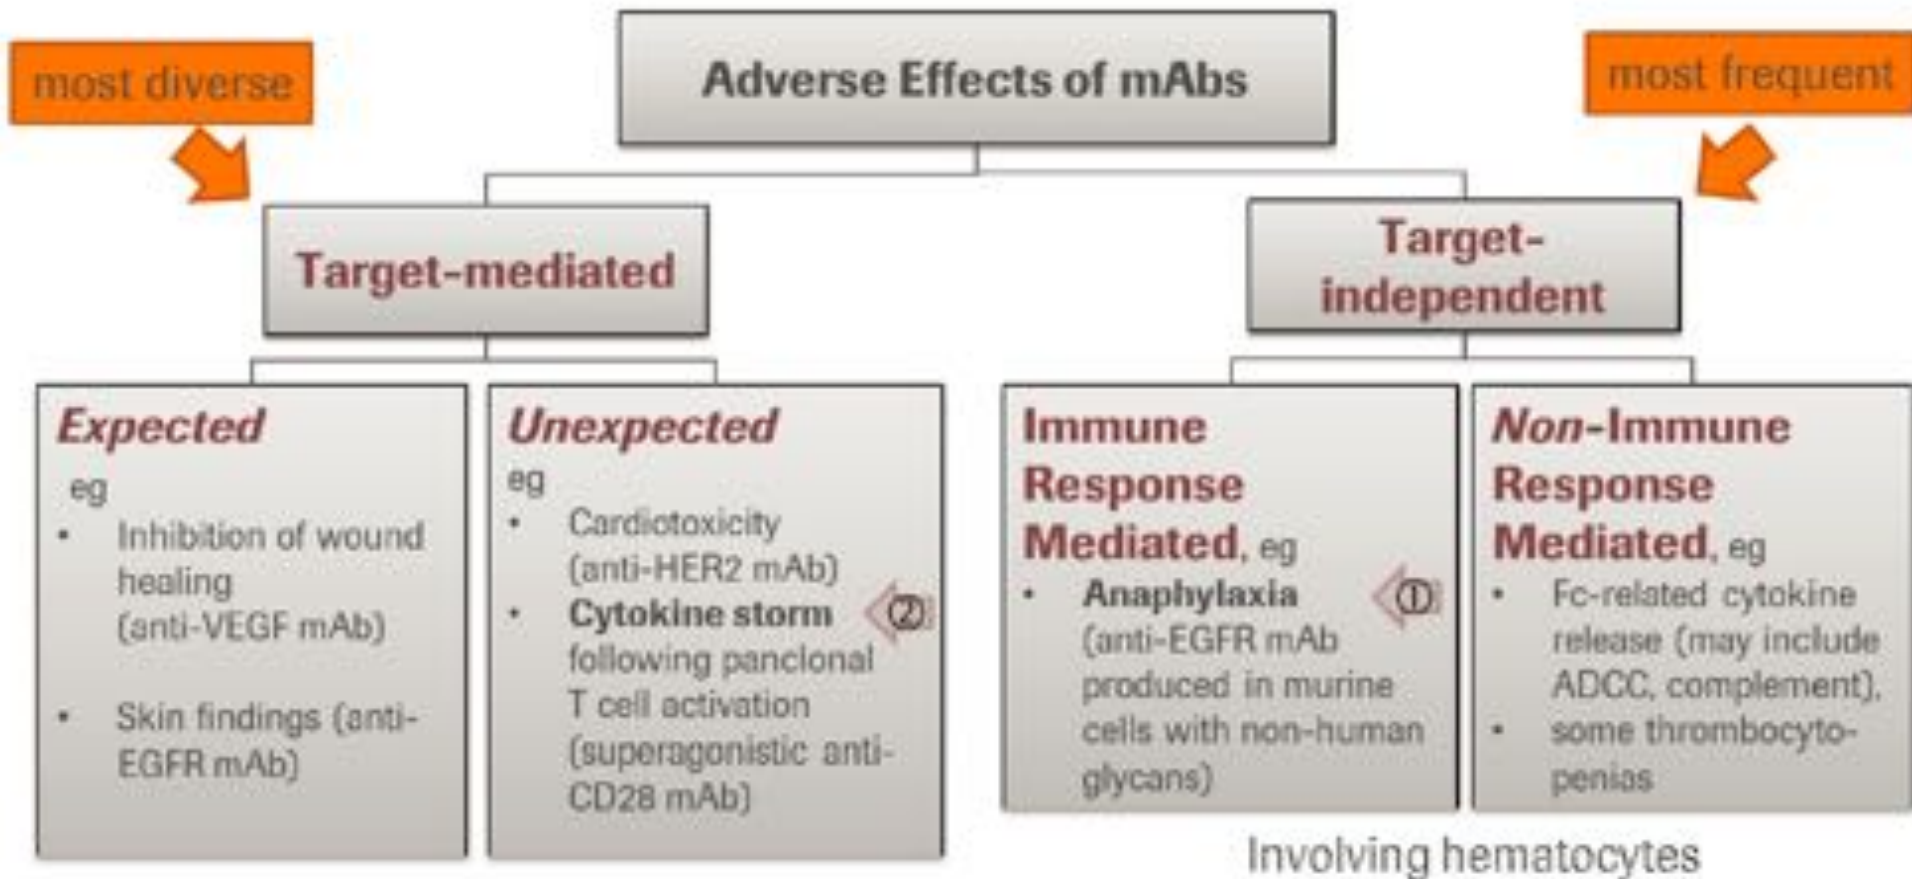 most diverse
Adverse Effects of mAbs
most frequent
Target-mediated
Target-
independent
Expected
eg
• Inhibition of wound
healing
(anti-VEGF mAb)
• Skin findings (anti-
EGFR mAb)
Unexpected
eg
• Cardiotoxicity
(anti-HER2 mAb)
• Cytokine storm
②
following panclonal
T cell activation
(superagonistic anti-
CD28 mAb)
Immune
Response
Mediated, eg
• Anaphylaxia
①
(anti-EGFR mAb
produced in murine
cells with non-human
glycans)
Non-Immune
Response
Mediated, eg
• Fc-related cytokine
release (may include
ADCC, complement),
• some thrombocyto-
penias
Involving hematocytes